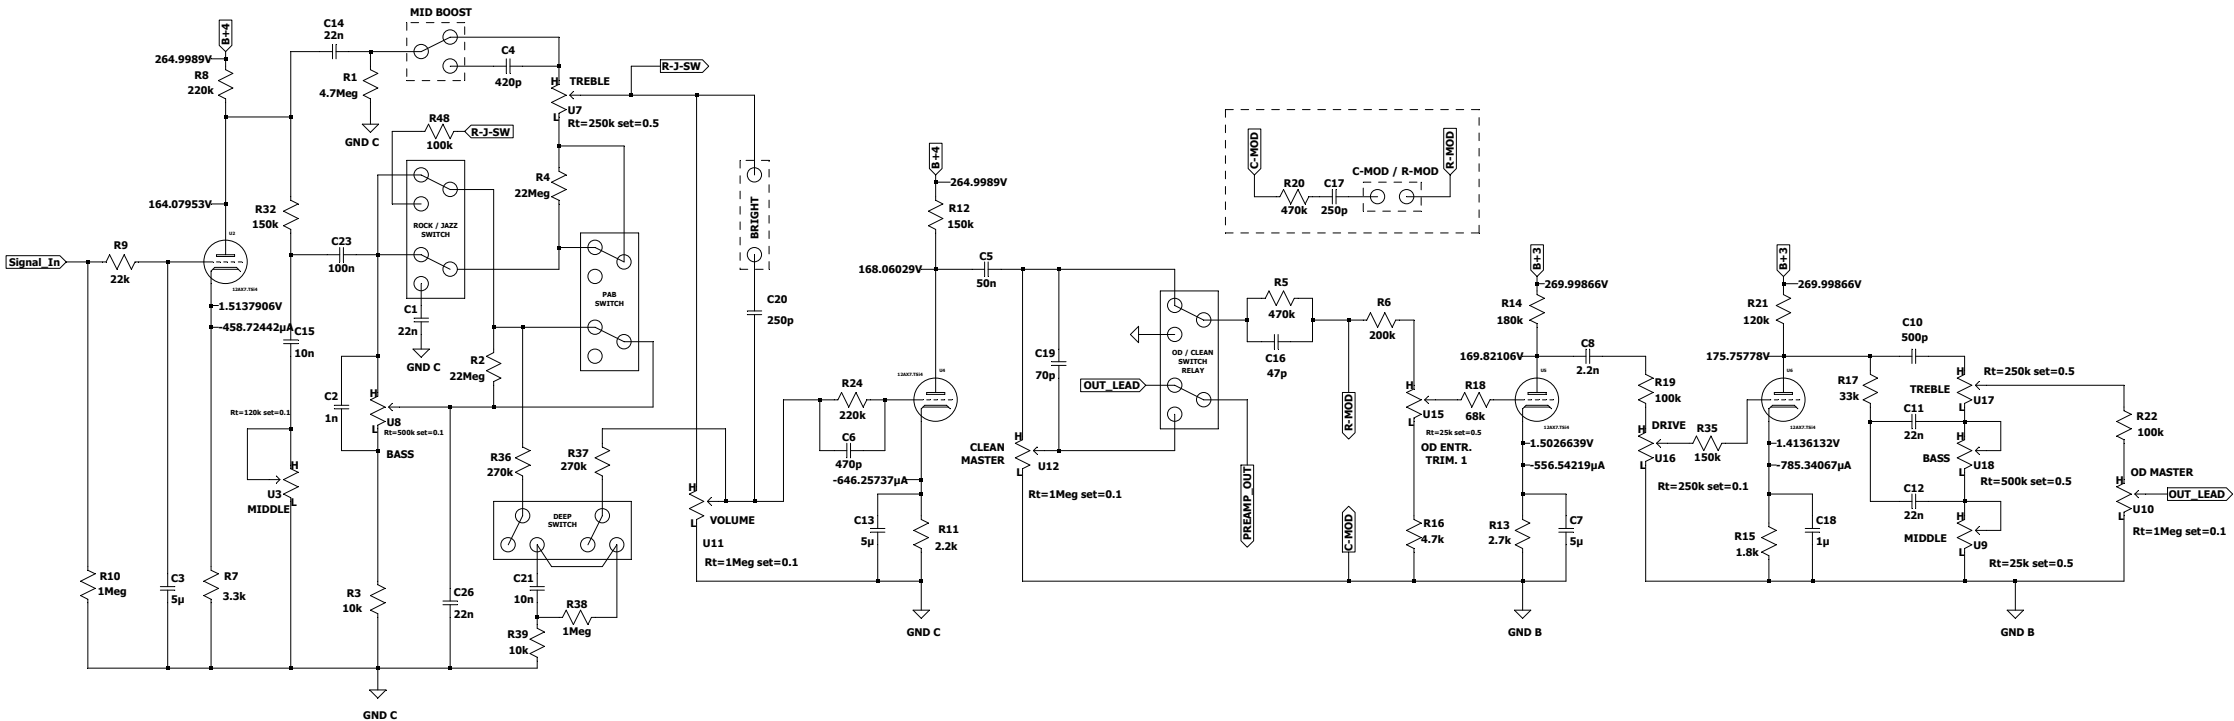 MID BOOST
B+4
C14
22n
264.9989V
R8
220k
R1
4.7Meg
GND C
C4
420p
R-J-SW
TREBLE
U7
H
L
Rt=250k set=0.5
R48
100k
R-J-SW
164.07953V
R32
150k
C23
100n
ROCK / JAZZ
SWITCH
R4
22Meg
PAB
SWITCH
BRIGHT
C20
250p
Signal_In
R9
22k
U2
12AX7.TSH4
1.5137906V
-458.72442µA
C15
10n
C1
22n
GND C
R2
22Meg
C2
1n
Rt=120k set=0.1
H
L
U8
Rt=500k set=0.1
BASS
H
L
U3
MIDDLE
R36
270k
R37
270k
DEEP
SWITCH
C21
10n
R38
1Meg
R39
10k
R10
1Meg
C3
5µ
R7
3.3k
R3
10k
C26
22n
GND C
H
L
VOLUME
U11
Rt=1Meg set=0.1
B+4
264.9989V
R12
150k
168.06029V
C5
50n
R24
220k
C6
470p
12AX7.TSH4
U4
-646.25737µA
C13
5µ
R11
2.2k
GND C
C19
70p
CLEAN
MASTER
H
L
U12
Rt=1Meg set=0.1
OUT_LEAD
OD / CLEAN
SWITCH
RELAY
PREAMP_OUT
R5
470k
C16
47p
C-MOD
R20
470k
C17
250p
C-MOD / R-MOD
R-MOD
R6
200k
R-MOD
C-MOD
H
L
U15
Rt=25k set=0.5
OD ENTR.
TRIM. 1
R18
68k
R16
4.7k
B+3
269.99866V
R14
180k
169.82106V
C8
2.2n
U5
12AX7.TSH4
1.5026639V
-556.54219µA
R13
2.7k
C7
5µ
GND B
R19
100k
DRIVE
H
L
U16
Rt=250k set=0.1
R35
150k
B+3
269.99866V
R21
120k
175.75778V
U6
12AX7.TSH4
1.4136132V
-785.34067µA
R15
1.8k
C18
1µ
C10
500p
R17
33k
TREBLE
H
L
U17
Rt=250k set=0.5
C11
22n
BASS
H
L
U18
Rt=500k set=0.5
C12
22n
MIDDLE
H
L
U9
Rt=25k set=0.5
R22
100k
OD MASTER
H
L
U10
Rt=1Meg set=0.1
OUT_LEAD
GND B